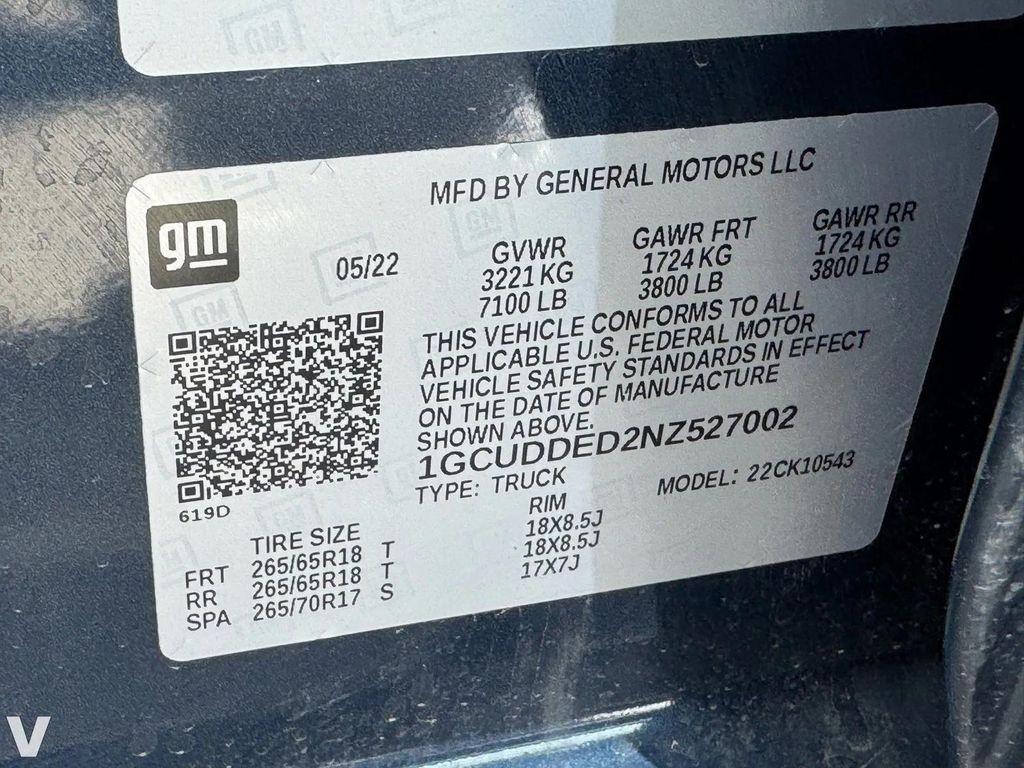 MFD BY GENERAL MOTORS LLC
gm
05/22
GVWR
3221 KG
7100 LB
GAWR FRT
1724 KG
3800 LB
GAWR RR
1724 KG
3800 LB
THIS VEHICLE CONFORMS TO ALL
APPLICABLE U.S. FEDERAL MOTOR
VEHICLE SAFETY STANDARDS IN EFFECT
ON THE DATE OF MANUFACTURE
SHOWN ABOVE.
1GCUDDED2NZ527002
TYPE: TRUCK MODEL: 22CK10543
619D
TIRE SIZE RIM
FRT 265/65R18 T 18X8.5J
RR 265/65R18 T 18X8.5J
SPA 265/70R17 S 17X7J
V